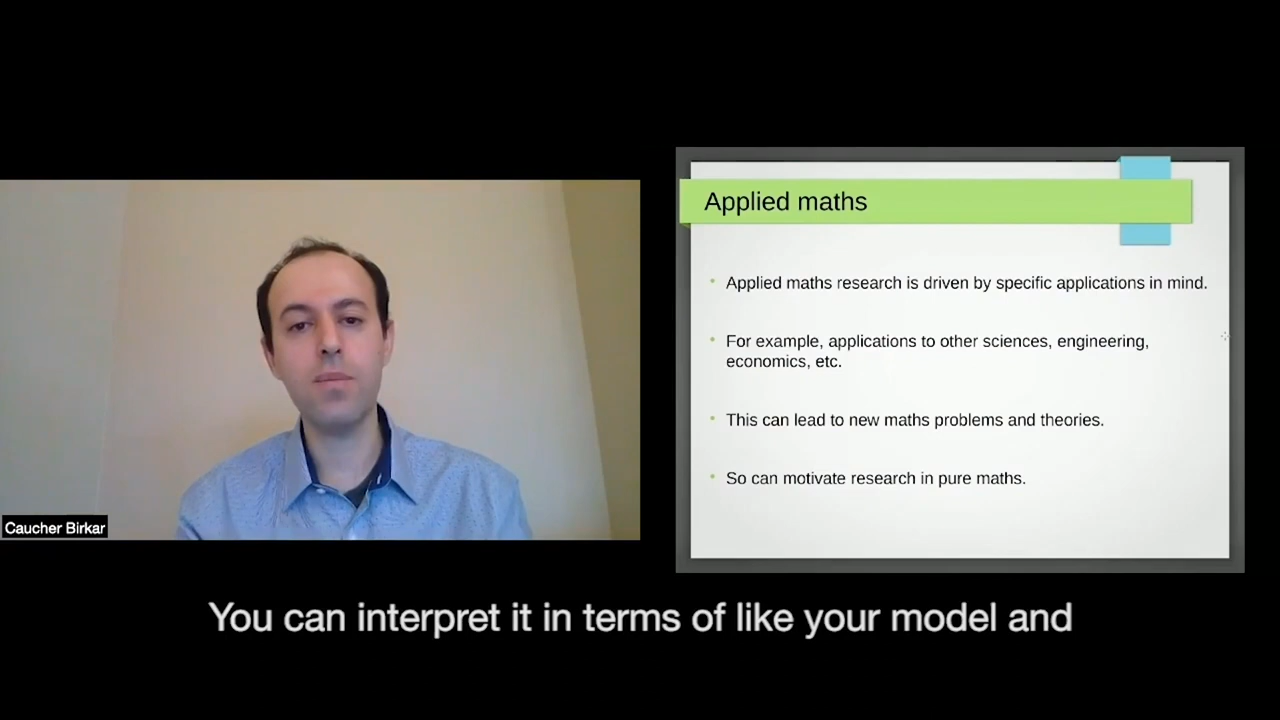 Applied maths
Applied maths research is driven by specific applications in mind.
For example, applications to other sciences, engineering,
economics, etc.
This can lead to new maths problems and theories.
So can motivate research in pure maths.
Caucher Birkar
You can interpret it in terms of like your model and